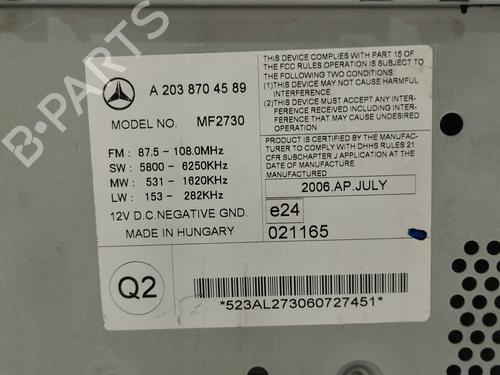 A 203 870 45 89
MODEL NO. MF2730
FM : 87.5 - 108.0MHz
SW : 5800 - 6250KHz
MW : 531 - 1620KHz
LW : 153 - 282KHz
12V D.C.NEGATIVE GND.
MADE IN HUNGARY
THIS DEVICE COMPLIES WITH PART 15 OF
THE FCC RULES OPERATION IS SUBJECT TO
THE FOLLOWING TWO CONDITIONS:
(1)THIS DEVICE MAY NOT CAUSE HARMFUL
INTERFERENCE
(2)THIS DEVICE MUST ACCEPT ANY INTER-
FERENCE RECEIVED INCLUDING INTER-
FERENCE THAT MAY CAUSE UNDESIRED
OPERATION
PRODUCT IS CERTIFIED BY THE MANUFAC-
TURER TO COMPLY WITH DHHS RULES 21
CFR SUBCHAPTER J APPLICABLE AT THE
DATE OF MANUFACTURE
2006.AP.JULY
e24
021165
Q2
*523AL273060727451*
B-PARTS